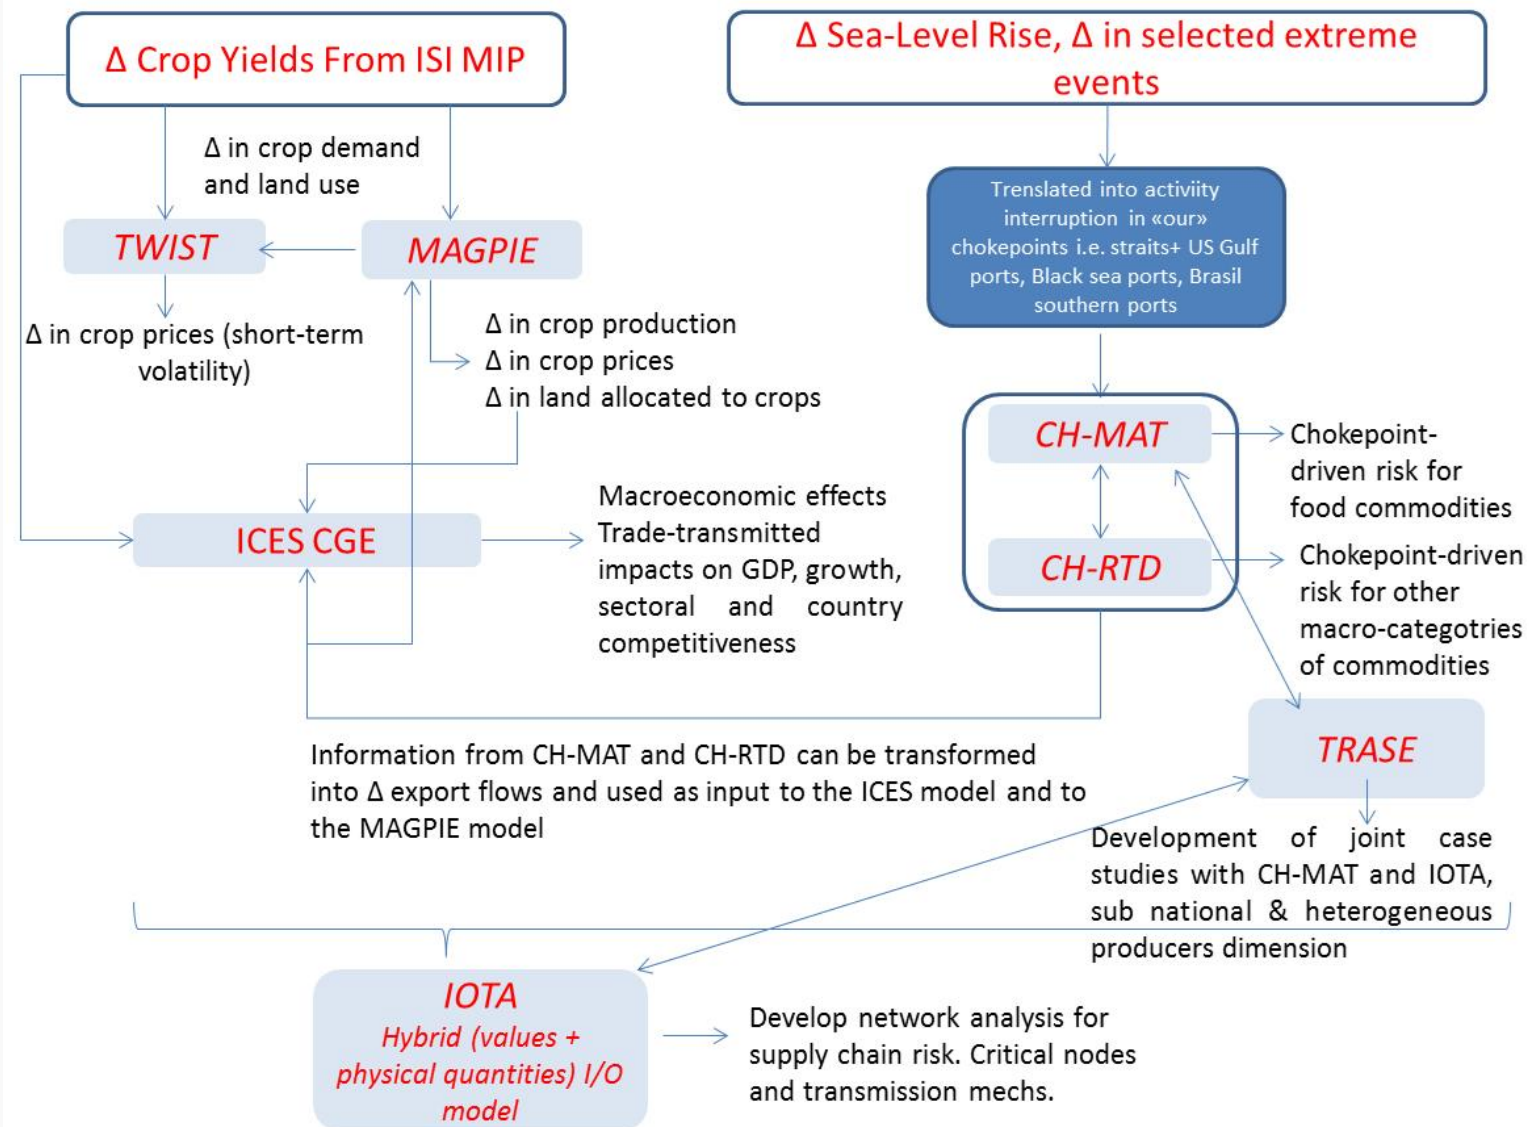 Δ Crop Yields From ISI MIP
Δ Sea-Level Rise, Δ in selected extreme
events
Δ in crop demand
and land use
TWIST
MAGPIE
Trenslated into activiity
interruption in «our»
chokepoints i.e. straits+ US Gulf
ports, Black sea ports, Brasil
southern ports
Δ in crop prices (short-term
volatility)
Δ in crop production
Δ in crop prices
Δ in land allocated to crops
CH-MAT
Chokepoint-
driven risk for
food commodities
ICES CGE
Macroeconomic effects
Trade-transmitted
impacts on GDP, growth,
sectoral and country
competitiveness
CH-RTD
Chokepoint-driven
risk for other
macro-categotries
of commodities
Information from CH-MAT and CH-RTD can be transformed
into Δ export flows and used as input to the ICES model and to
the MAGPIE model
TRASE
Development of joint case
studies with CH-MAT and IOTA,
sub national & heterogeneous
producers dimension
IOTA
Hybrid (values +
physical quantities) I/O
model
Develop network analysis for
supply chain risk. Critical nodes
and transmission mechs.